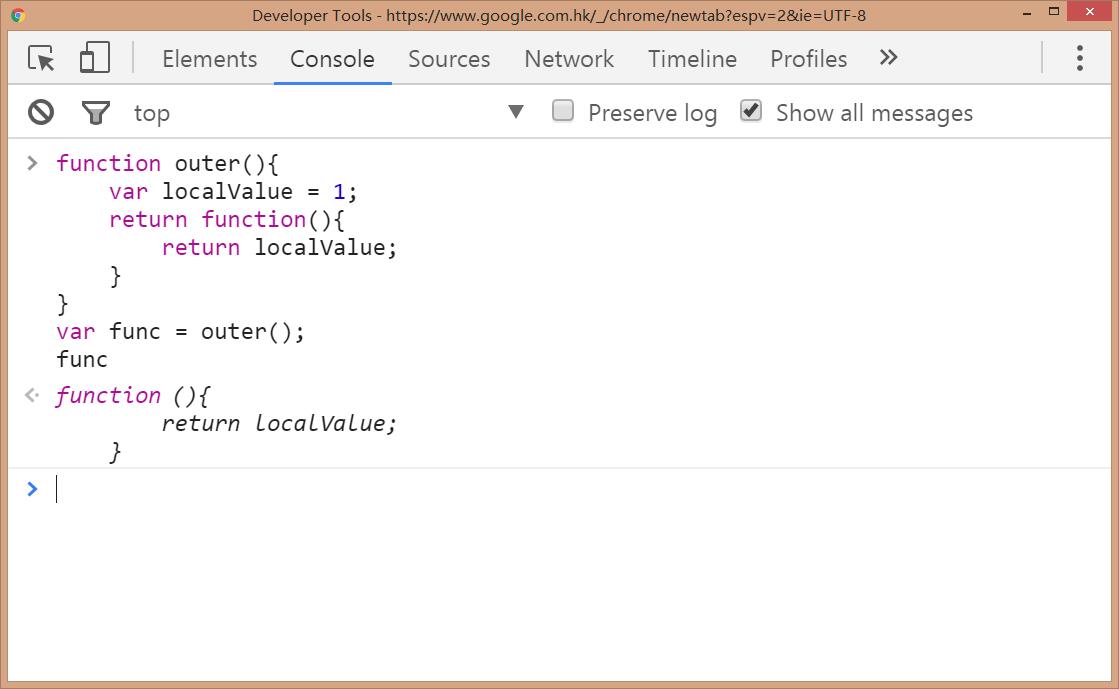 Developer Tools - https://www.google.com.hk/_/chrome/newtab?espv=2&ie=UTF-8
Elements Console Sources Network Timeline Profiles »
top Preserve log Show all messages
> function outer(){
    var localValue = 1;
    return function(){
        return localValue;
    }
}
var func = outer();
func
function (){
        return localValue;
    }
>